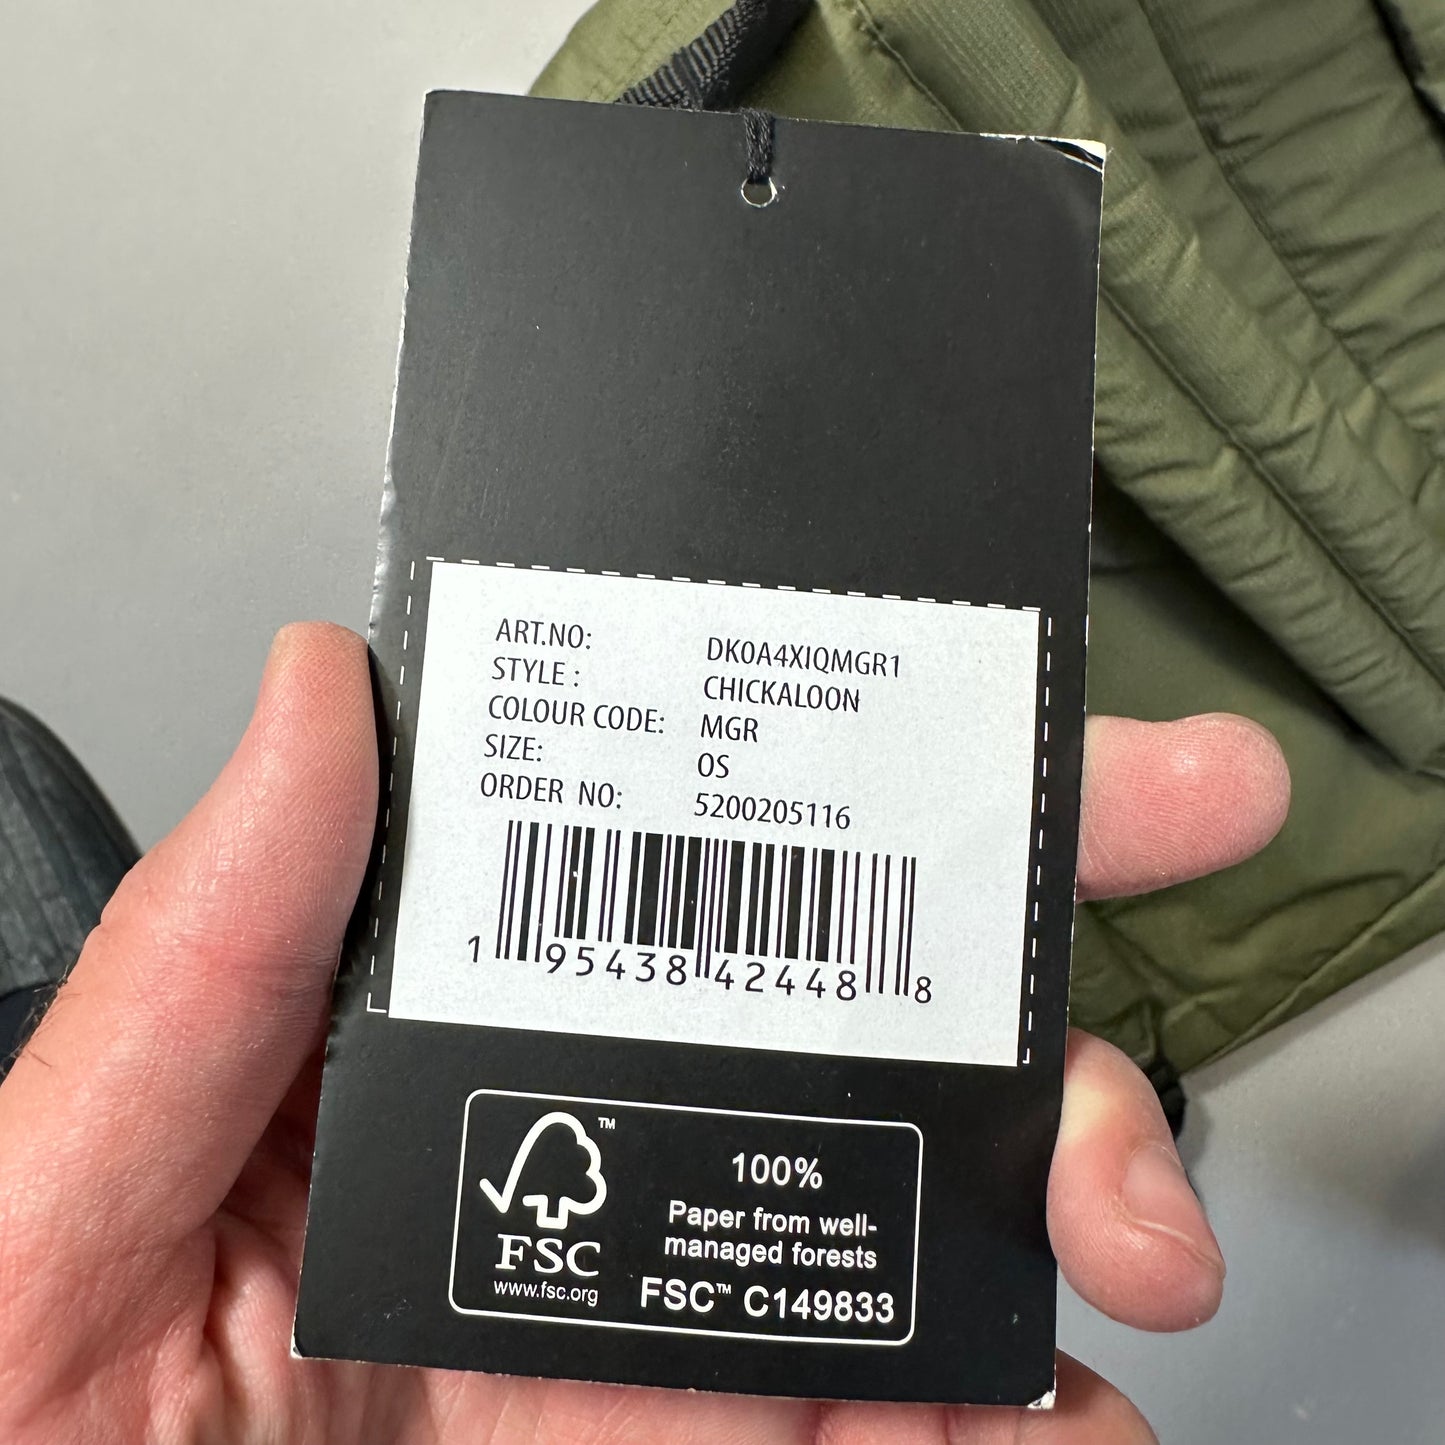 ART.NO: DK0A4XIQMGR1
STYLE : CHICKALOON
COLOUR CODE: MGR
SIZE: OS
ORDER NO: 5200205116
1 95438 42448 8
TM
100%
Paper from well-
managed forests
FSC
www.fsc.org
FSC™ C149833